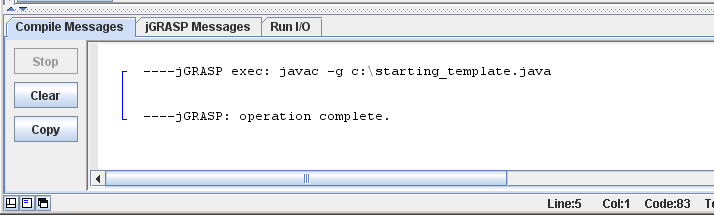 Compile Messages jGRASP Messages Run I/O
Stop
----jGRASP exec: javac -g c:\starting_template.java
Clear
----jGRASP: operation complete.
Copy
Line:5 Col:1 Code:83